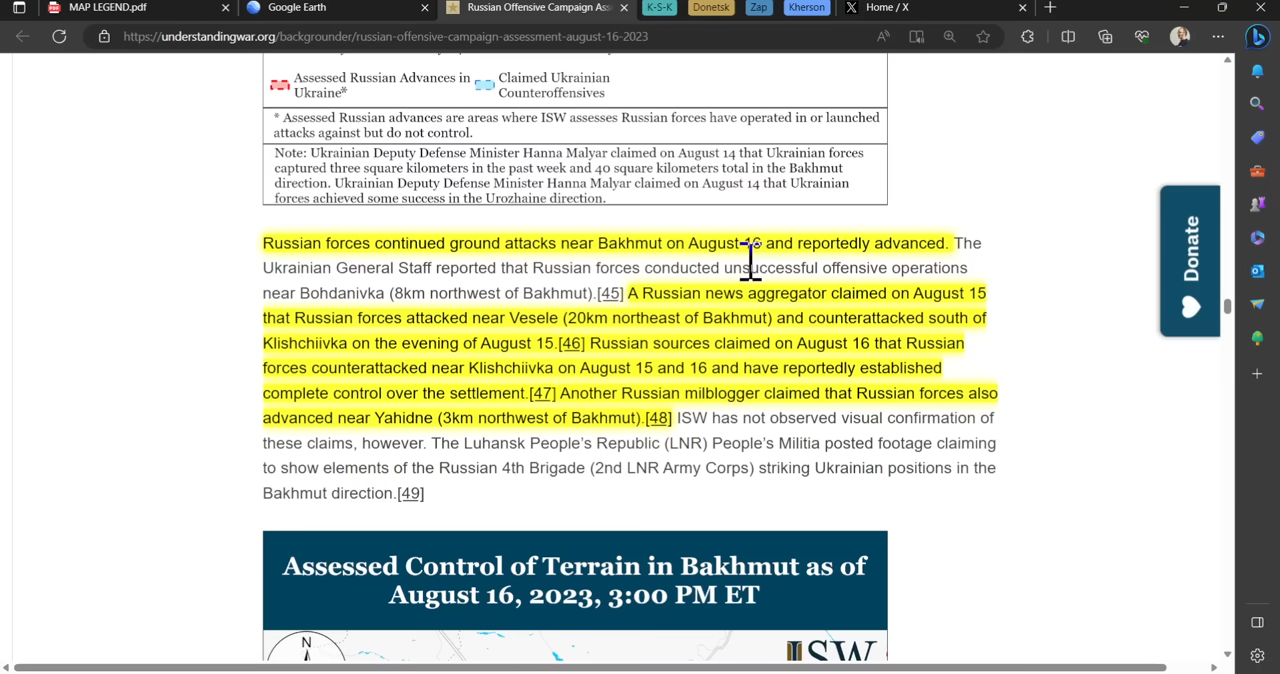 MAP LEGEND.pdf
Google Earth
Russian Offensive Campaign Ass
K-S-K
Donetsk
Zap
Kherson
Home / X
https://understandingwar.org/backgrounder/russian-offensive-campaign-assessment-august-16-2023
Assessed Russian Advances in
Ukraine*
Claimed Ukrainian
Counteroffensives
* Assessed Russian advances are areas where ISW assesses Russian forces have operated in or launched
attacks against but do not control.
Note: Ukrainian Deputy Defense Minister Hanna Malyar claimed on August 14 that Ukrainian forces
captured three square kilometers in the past week and 40 square kilometers total in the Bakhmut
direction. Ukrainian Deputy Defense Minister Hanna Malyar claimed on August 14 that Ukrainian
forces achieved some success in the Urozhaine direction.
Russian forces continued ground attacks near Bakhmut on August 16 and reportedly advanced. The
Ukrainian General Staff reported that Russian forces conducted unsuccessful offensive operations
near Bohdanivka (8km northwest of Bakhmut).[45] A Russian news aggregator claimed on August 15
that Russian forces attacked near Vesele (20km northeast of Bakhmut) and counterattacked south of
Klishchiivka on the evening of August 15.[46] Russian sources claimed on August 16 that Russian
forces counterattacked near Klishchiivka on August 15 and 16 and have reportedly established
complete control over the settlement.[47] Another Russian milblogger claimed that Russian forces also
advanced near Yahidne (3km northwest of Bakhmut).[48] ISW has not observed visual confirmation of
these claims, however. The Luhansk People's Republic (LNR) People's Militia posted footage claiming
to show elements of the Russian 4th Brigade (2nd LNR Army Corps) striking Ukrainian positions in the
Bakhmut direction.[49]
Donate
Assessed Control of Terrain in Bakhmut as of
August 16, 2023, 3:00 PM ET
N
ISW